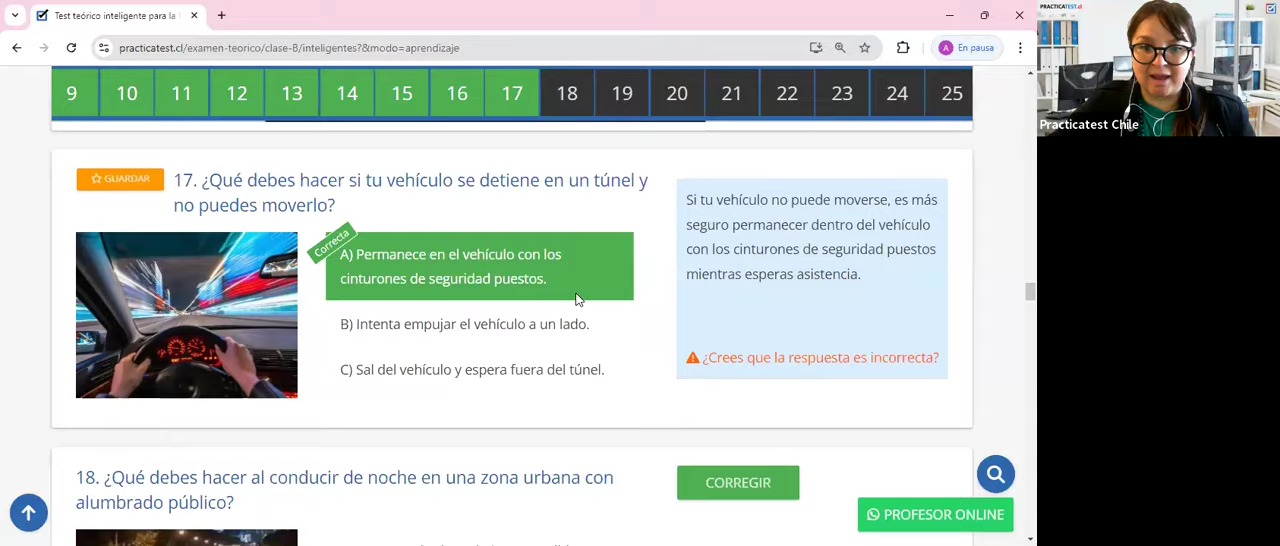 Test teórico inteligente para la l
practicatest.cl/examen-teorico/clase-B/inteligentes?&modo=aprendizaje
A
En pausa
PRACTICATEST.cl
Practicatest Chile
9 10 11 12 13 14 15 16 17 18 19 20 21 22 23 24 25
GUARDAR
17. ¿Qué debes hacer si tu vehículo se detiene en un túnel y
no puedes moverlo?
Correcta
A) Permanece en el vehículo con los
cinturones de seguridad puestos.
B) Intenta empujar el vehículo a un lado.
C) Sal del vehículo y espera fuera del túnel.
Si tu vehículo no puede moverse, es más
seguro permanecer dentro del vehículo
con los cinturones de seguridad puestos
mientras esperas asistencia.
¿Crees que la respuesta es incorrecta?
18. ¿Qué debes hacer al conducir de noche en una zona urbana con
alumbrado público?
CORREGIR
PROFESOR ONLINE